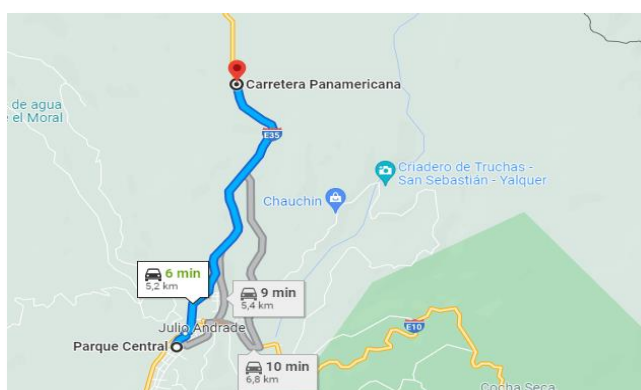 Carretera Panamericana
de agua
e el Moral
E35
Criadero de Truchas -
San Sebastián - Yalquer
Chauchin
6 min
5,2 km
9 min
5,4 km
Julio Andrade
E10
Parque Central
10 min
6,8 km
Cocha Seca